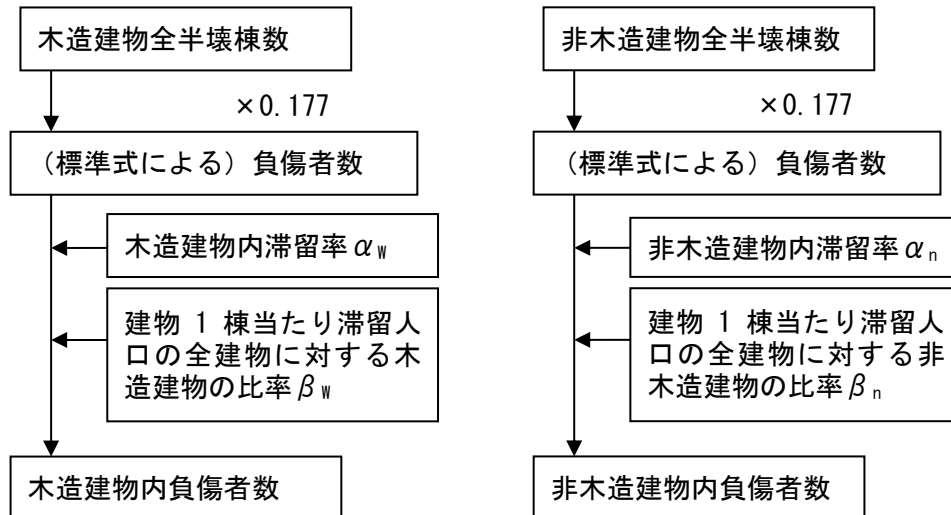 木造建物全半壊棟数
×0.177
（標準式による）負傷者数
木造建物内滞留率αW
建物 1 棟当たり滞留人
口の全建物に対する木
造建物の比率βW
木造建物内負傷者数
非木造建物全半壊棟数
×0.177
（標準式による）負傷者数
非木造建物内滞留率αn
建物 1 棟当たり滞留人
口の全建物に対する非
木造建物の比率βn
非木造建物内負傷者数